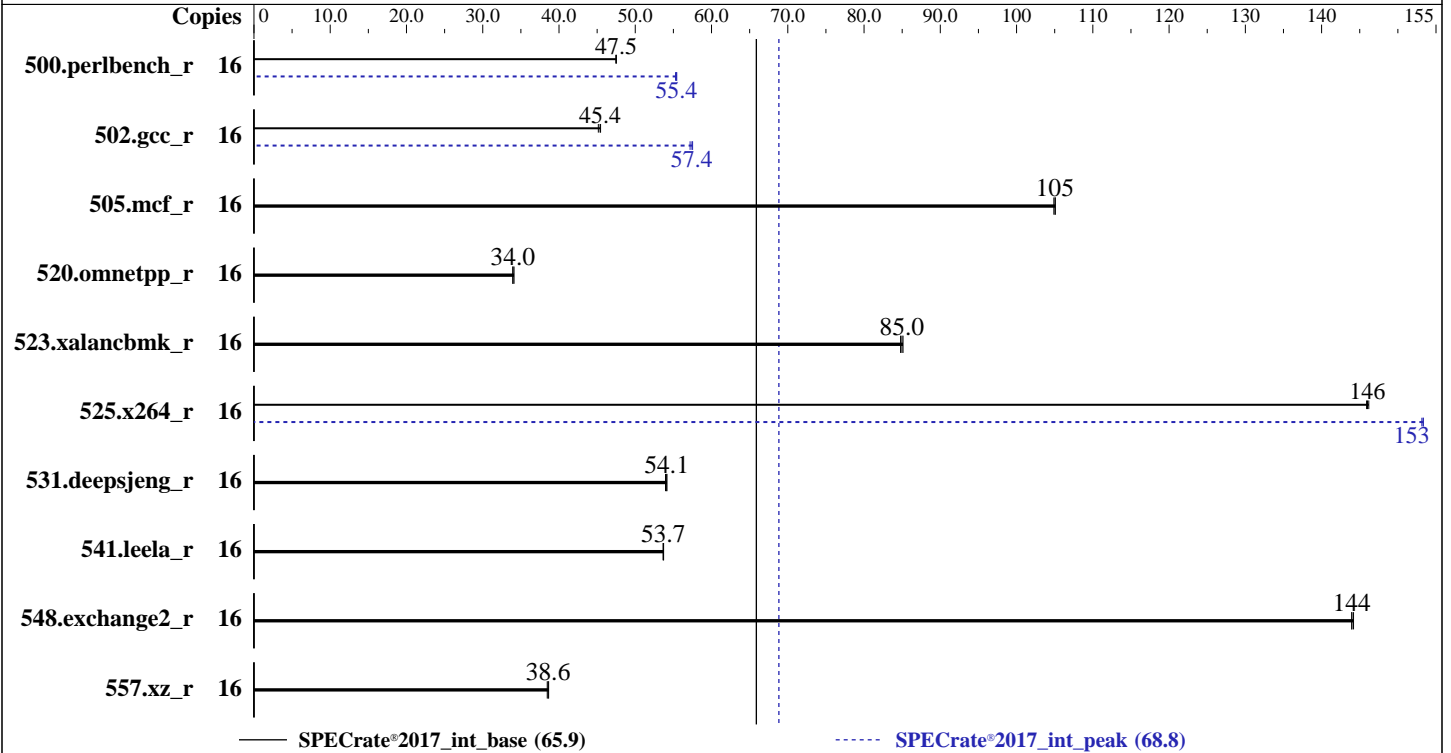 Copies 0 10.0 20.0 30.0 40.0 50.0 60.0 70.0 80.0 90.0 100 110 120 130 140 155
500.perlbench_r 16 47.5
55.4
502.gcc_r 16 45.4
57.4
505.mcf_r 16 105
520.omnetpp_r 16 34.0
523.xalancbmk_r 16 85.0
525.x264_r 16 146
153
531.deepsjeng_r 16 54.1
541.leela_r 16 53.7
548.exchange2_r 16 144
557.xz_r 16 38.6
SPECrate®2017_int_base (65.9) SPECrate®2017_int_peak (68.8)